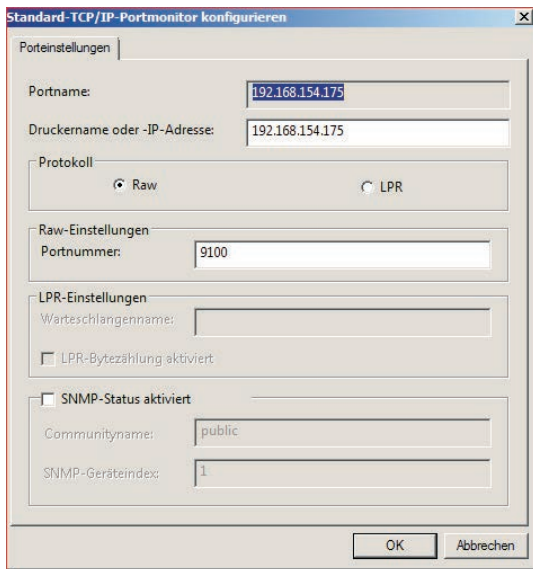 Standard-TCP/IP-Portmonitor konfigurieren
Porteinstellungen
Portname: 192.168.154.175
Druckername oder -IP-Adresse: 192.168.154.175
Protokoll
Raw LPR
Raw-Einstellungen
Portnummer: 9100
LPR-Einstellungen
Warteschlangenname:
LPR-Bytezählung aktiviert
SNMP-Status aktiviert
Communityname: public
SNMP-Geräteindex: 1
OK Abbrechen